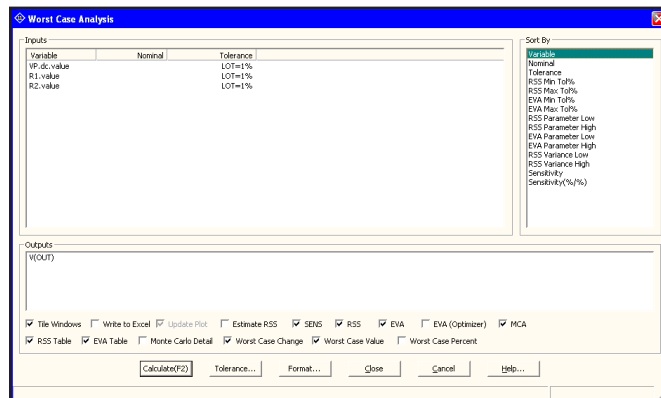 Worst Case Analysis
Inputs
Variable Nominal Tolerance
VP.dc.value LOT=1%
R1.value LOT=1%
R2.value LOT=1%
Sort By
Variable
Nominal
Tolerance
RSS Min Tol%
RSS Max Tol%
EVA Min Tol%
EVA Max Tol%
RSS Parameter Low
RSS Parameter High
EVA Parameter Low
EVA Parameter High
RSS Variance Low
RSS Variance High
Sensitivity
Sensitivity(%/%)
Outputs
V(OUT)
Tile Windows Write to Excel Update Plot Estimate RSS SENS RSS EVA EVA (Optimizer) MCA
RSS Table EVA Table Monte Carlo Detail Worst Case Change Worst Case Value Worst Case Percent
Calculate(F2) Tolerance... Format... Close Cancel Help...